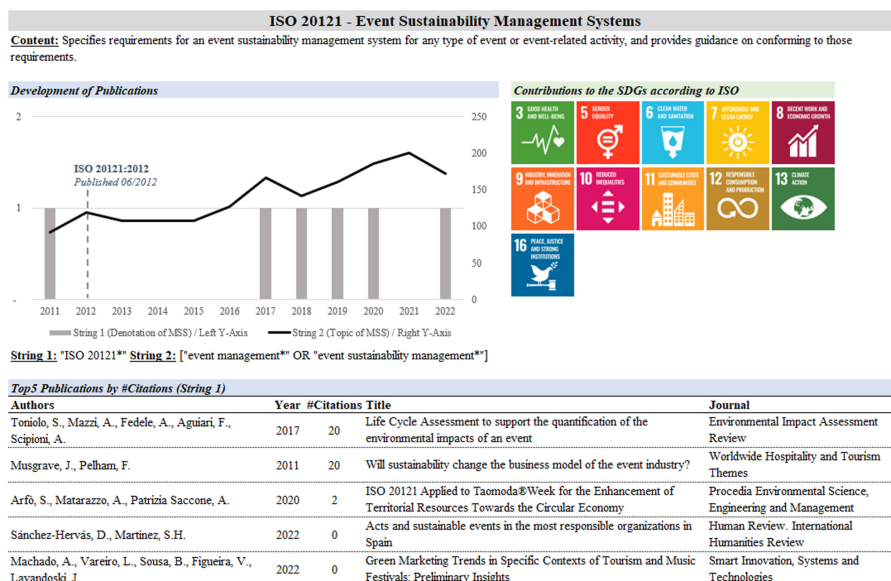 ISO 20121 - Event Sustainability Management Systems
Content: Specifies requirements for an event sustainability management system for any type of event or event-related activity, and provides guidance on conforming to those
requirements.
Development of Publications
2
1
-
250
200
150
100
50
0
ISO 20121:2012
Published 06/2012
2011 2012 2013 2014 2015 2016 2017 2018 2019 2020 2021 2022
String 1 (Denotation of MSS) / Left Y-Axis String 2 (Topic of MSS) / Right Y-Axis
String 1: "ISO 20121*" String 2: ["event management*" OR "event sustainability management*"]
Contributions to the SDGs according to ISO
3 GOOD HEALTH
AND WELL-BEING
5 GENDER
EQUALITY
6 CLEAN WATER
AND SANITATION
7 AFFORDABLE AND
CLEAN ENERGY
8 DECENT WORK AND
ECONOMIC GROWTH
9 INDUSTRY, INNOVATION
AND INFRASTRUCTURE
10 REDUCED
INEQUALITIES
11 SUSTAINABLE CITIES
AND COMMUNITIES
12 RESPONSIBLE
CONSUMPTION
AND PRODUCTION
13 CLIMATE
ACTION
16 PEACE, JUSTICE
AND STRONG
INSTITUTIONS
Top5 Publications by #Citations (String 1)
Authors Year #Citations Title Journal
Toniolo, S., Mazzi, A., Fedele, A., Aguiari, F.,
Scipioni, A.
2017 20
Life Cycle Assessment to support the quantification of the
environmental impacts of an event
Environmental Impact Assessment
Review
Musgrave, J., Pelham, F. 2011 20 Will sustainability change the business model of the event industry?
Worldwide Hospitality and Tourism
Themes
Arfò, S., Matarazzo, A., Patrizia Saccone, A. 2020 2
ISO 20121 Applied to Taomoda®Week for the Enhancement of
Territorial Resources Towards the Circular Economy
Procedia Environmental Science,
Engineering and Management
Sánchez-Hervás, D., Martinez, S.H. 2022 0
Acts and sustainable events in the most responsible organizations in
Spain
Human Review. International
Humanities Review
Machado, A., Vareiro, L., Sousa, B., Figueira, V.,
Lavandoski, J.
2022 0
Green Marketing Trends in Specific Contexts of Tourism and Music
Festivals: Preliminary Insights
Smart Innovation, Systems and
Technologies